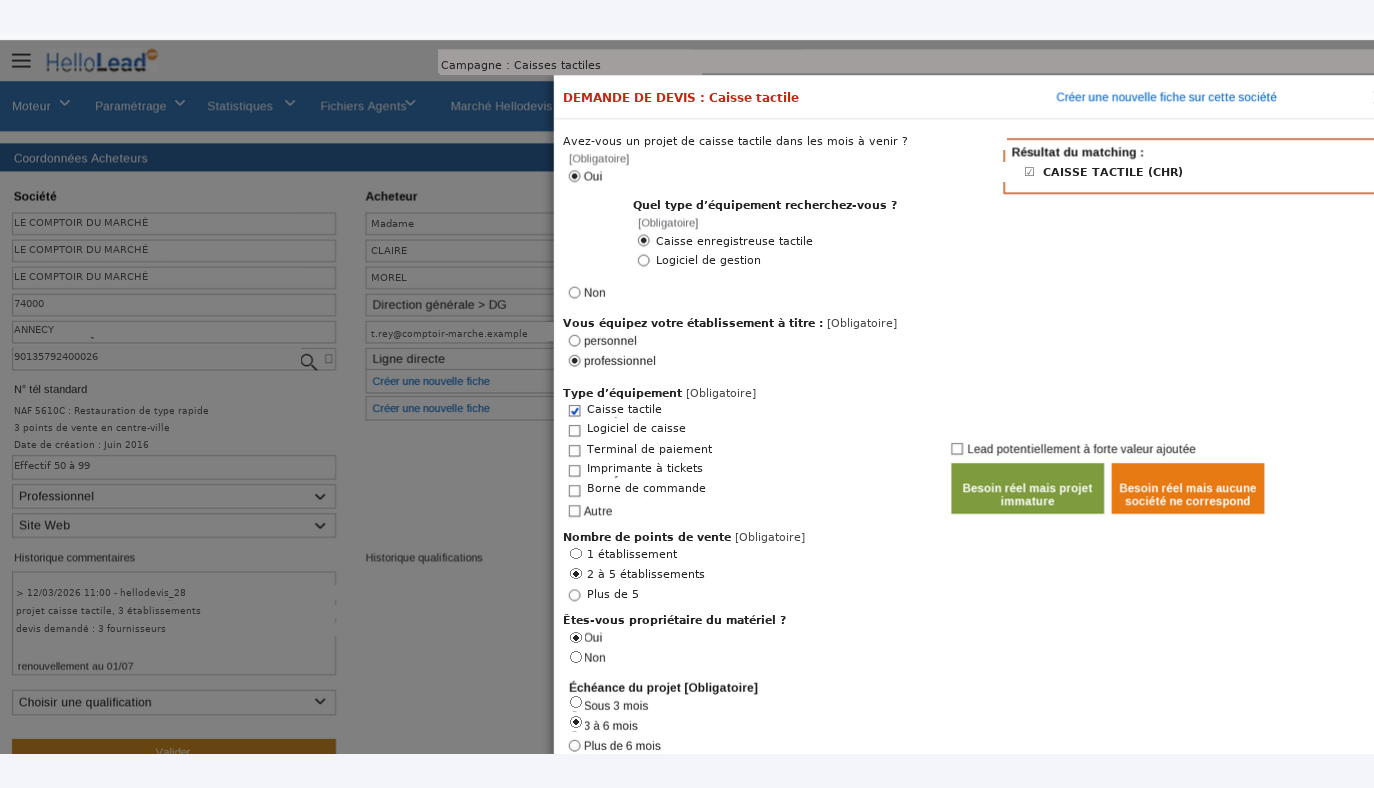 HelloLead
Campagne : Caisses tactiles
Moteur
Paramétrage
Statistiques
Fichiers Agents
Marché Hellodevis
Coordonnées Acheteurs
Société
LE COMPTOIR DU MARCHÉ
LE COMPTOIR DU MARCHÉ
LE COMPTOIR DU MARCHÉ
74000
ANNECY
90135792400026
N° tél standard
NAF 5610C : Restauration de type rapide
3 points de vente en centre-ville
Date de création : Juin 2016
Effectif 50 à 99
Professionnel
Site Web
Historique commentaires
> 12/03/2026 11:00 - hellodevis_28
projet caisse tactile, 3 établissements
devis demandé : 3 fournisseurs
renouvellement au 01/07
Choisir une qualification
Valider
Acheteur
Madame
CLAIRE
MOREL
Direction générale > DG
t.rey@comptoir-marche.example
Ligne directe
Créer une nouvelle fiche
Créer une nouvelle fiche
Historique qualifications
DEMANDE DE DEVIS : Caisse tactile
Créer une nouvelle fiche sur cette société
Avez-vous un projet de caisse tactile dans les mois à venir ?
[Obligatoire]
Oui
Quel type d’équipement recherchez-vous ?
[Obligatoire]
Caisse enregistreuse tactile
Logiciel de gestion
Non
Vous équipez votre établissement à titre : [Obligatoire]
personnel
professionnel
Type d’équipement [Obligatoire]
Caisse tactile
Logiciel de caisse
Terminal de paiement
Imprimante à tickets
Borne de commande
Autre
Nombre de points de vente [Obligatoire]
1 établissement
2 à 5 établissements
Plus de 5
Êtes-vous propriétaire du matériel ?
Oui
Non
Échéance du projet [Obligatoire]
Sous 3 mois
3 à 6 mois
Plus de 6 mois
Résultat du matching :
☑ CAISSE TACTILE (CHR)
Lead potentiellement à forte valeur ajoutée
Besoin réel mais projet
immature
Besoin réel mais aucune
société ne correspond